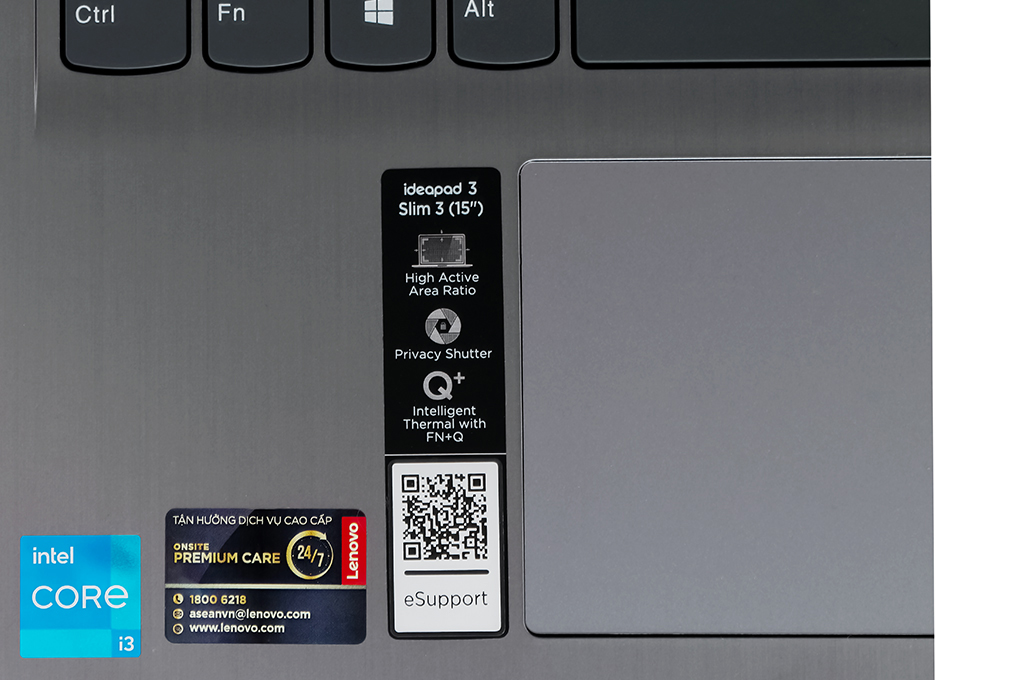 Ctrl
Fn
Alt
ideapad 3
Slim 3 (15")
High Active
Area Ratio
Privacy Shutter
Q+
Intelligent
Thermal with
FN+Q
eSupport
TẬN HƯỞNG DỊCH VỤ CAO CẤP
ONSITE
PREMIUM CARE
24/7
Lenovo
1800 6218
aseanvn@lenovo.com
www.lenovo.com
intel
CORE
i3